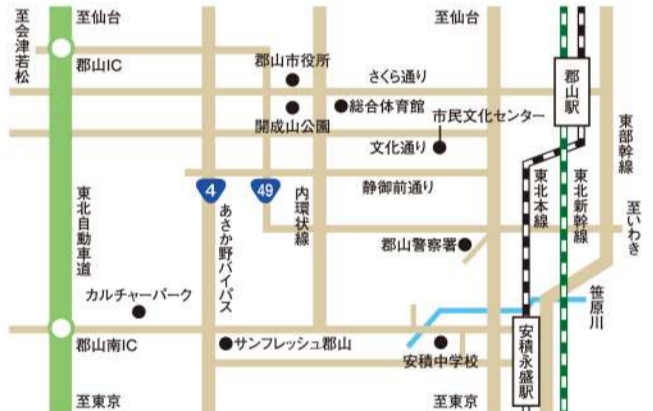 至会津若松
至仙台
至仙台
郡山IC
郡山市役所
さくら通り
郡山駅
開成山公園
総合体育館
市民文化センター
文化通り
東部幹線
静御前通り
4
49
東北自動車道
あさか野バイパス
内環状線
東北本線
東北新幹線
至いわき
郡山警察署
カルチャーパーク
笹原川
郡山南IC
サンフレッシュ郡山
安積中学校
安積永盛駅
至東京
至東京